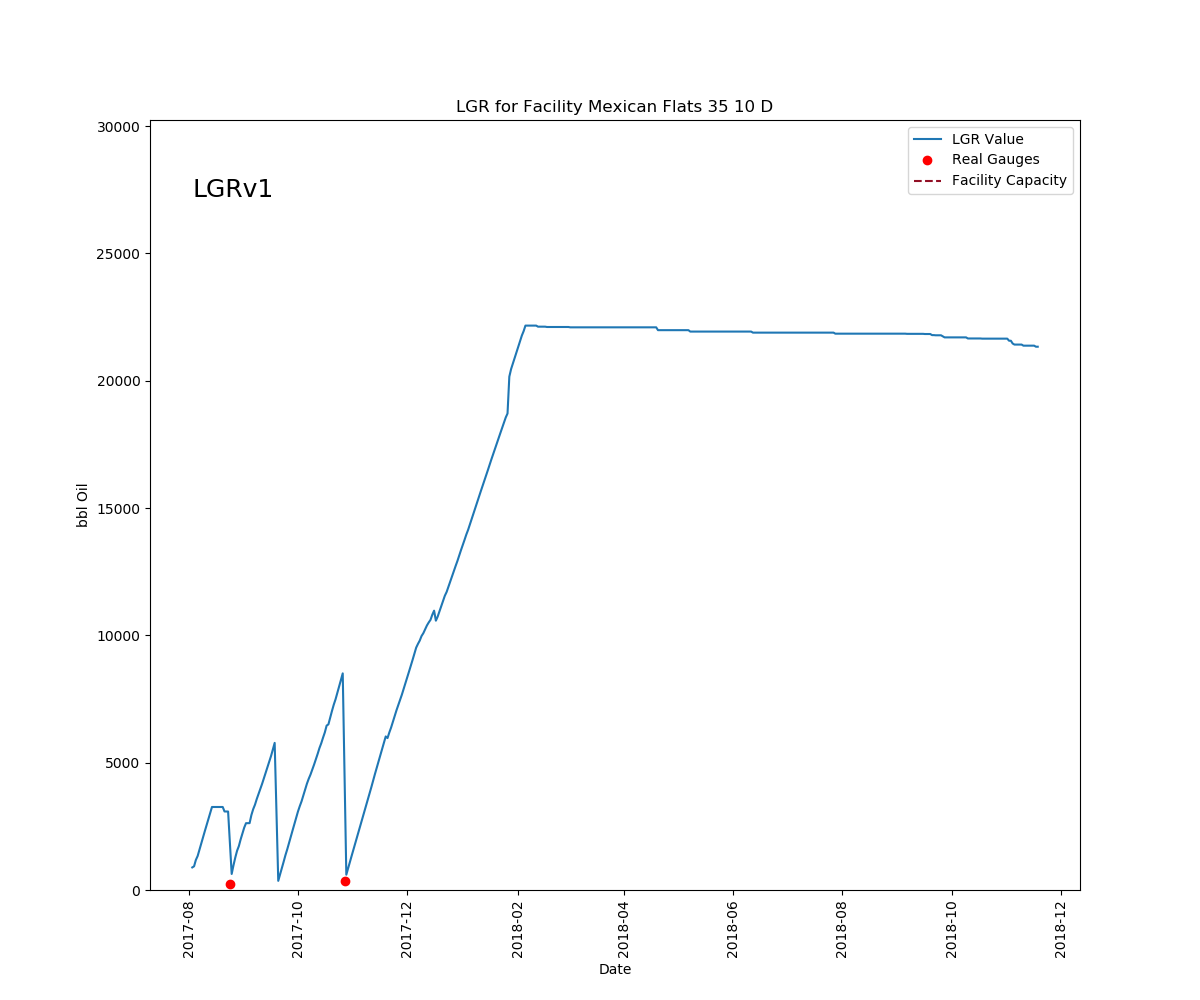 LGR for Facility Mexican Flats 35 10 D
30000
25000
20000
15000
10000
5000
0
bbl Oil
LGRv1
LGR Value
Real Gauges
Facility Capacity
2017-08
2017-10
2017-12
2018-02
2018-04
2018-06
2018-08
2018-10
2018-12
Date